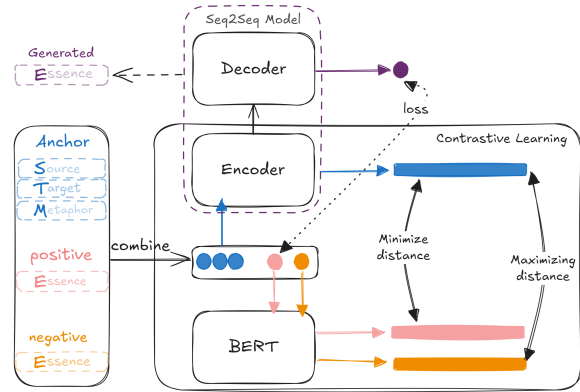 Seq2Seq Model
Generated
Essence
Decoder
loss
Anchor
Source
Target
Metaphor
Contrastive Learning
Encoder
combine
positive
Essence
Minimize
distance
Maximizing
distance
negative
Essence
BERT